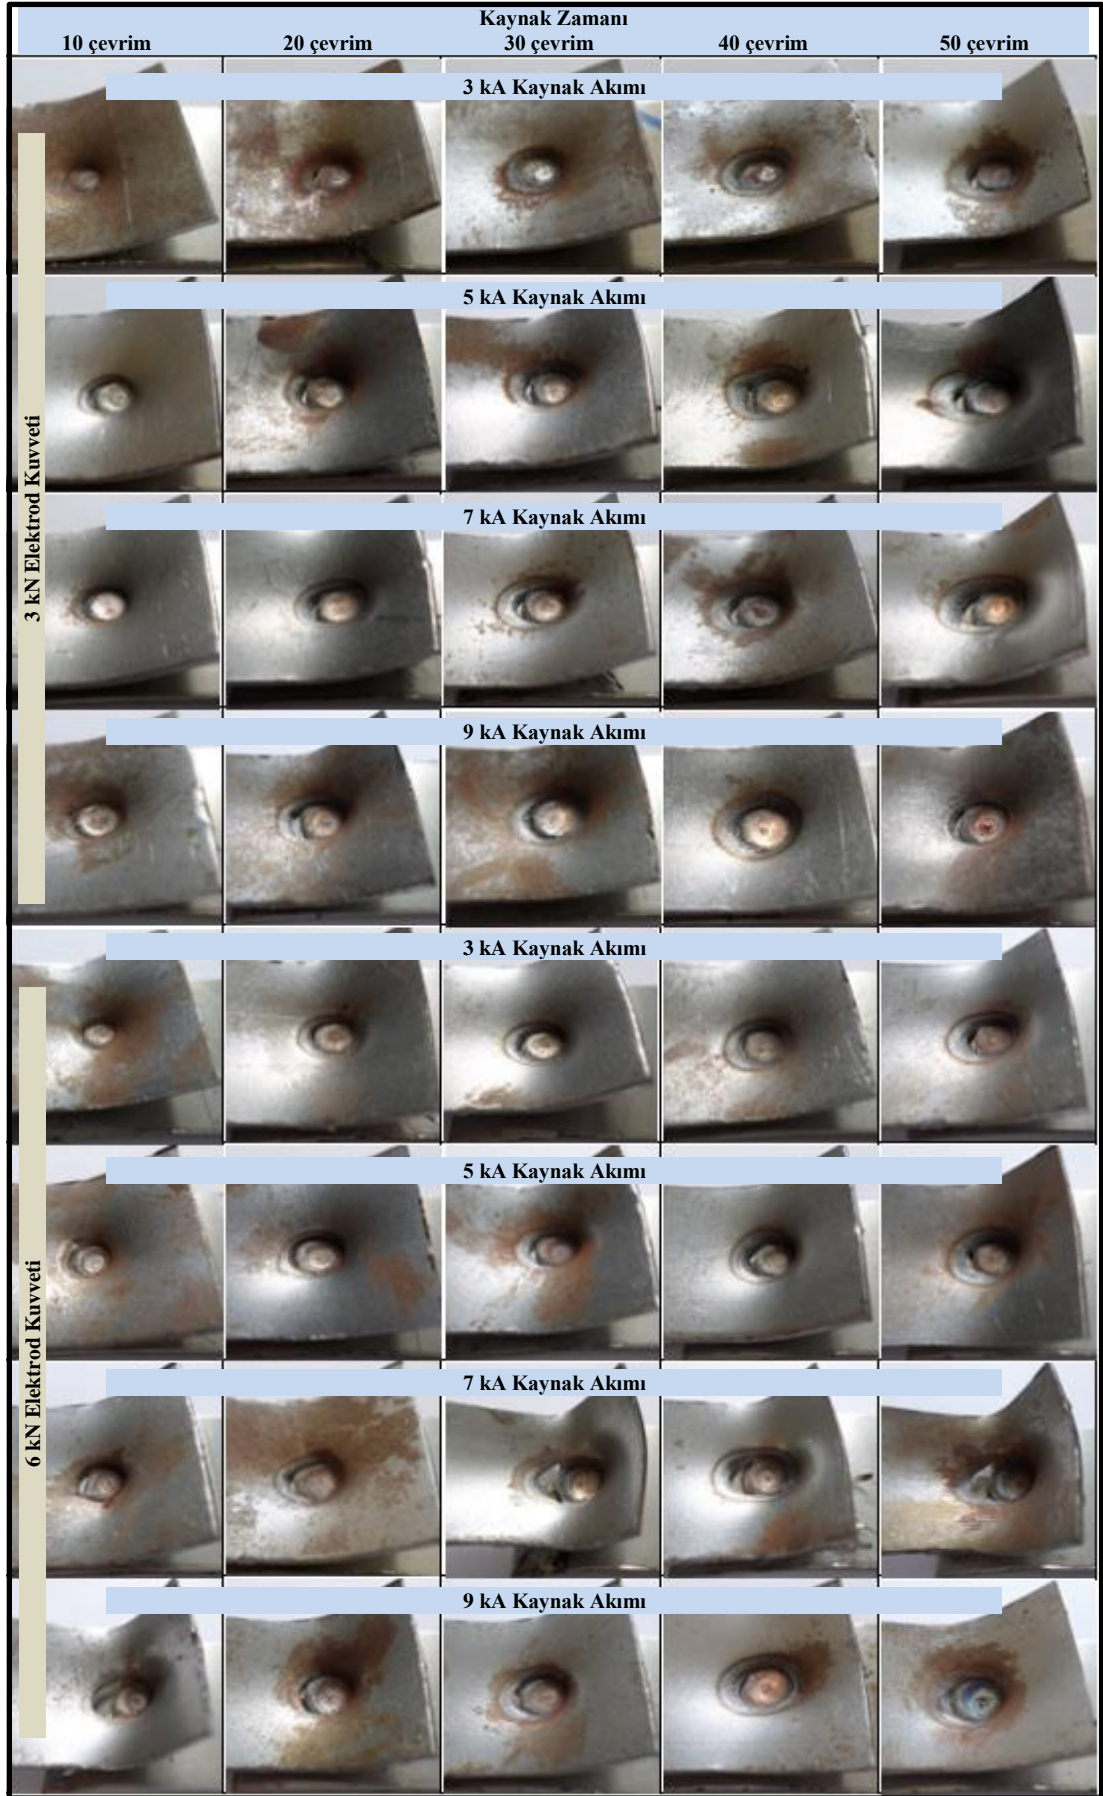 Kaynak Zamanı
10 çevrim 20 çevrim 30 çevrim 40 çevrim 50 çevrim
3 kN Elektrod Kuvveti
3 kA Kaynak Akımı
5 kA Kaynak Akımı
7 kA Kaynak Akımı
9 kA Kaynak Akımı
6 kN Elektrod Kuvveti
3 kA Kaynak Akımı
5 kA Kaynak Akımı
7 kA Kaynak Akımı
9 kA Kaynak Akımı